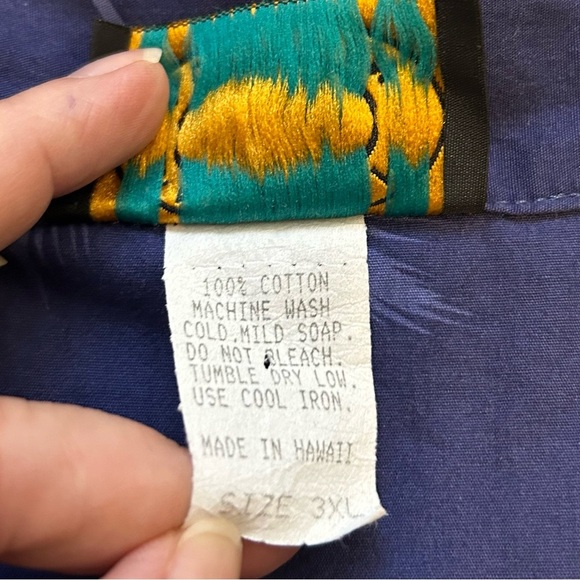 100% COTTON
MACHINE WASH
COLD.MILD SOAP.
DO NOT BLEACH.
TUMBLE DRY LOW.
USE COOL IRON.
MADE IN HAWAII
SIZE 3XL